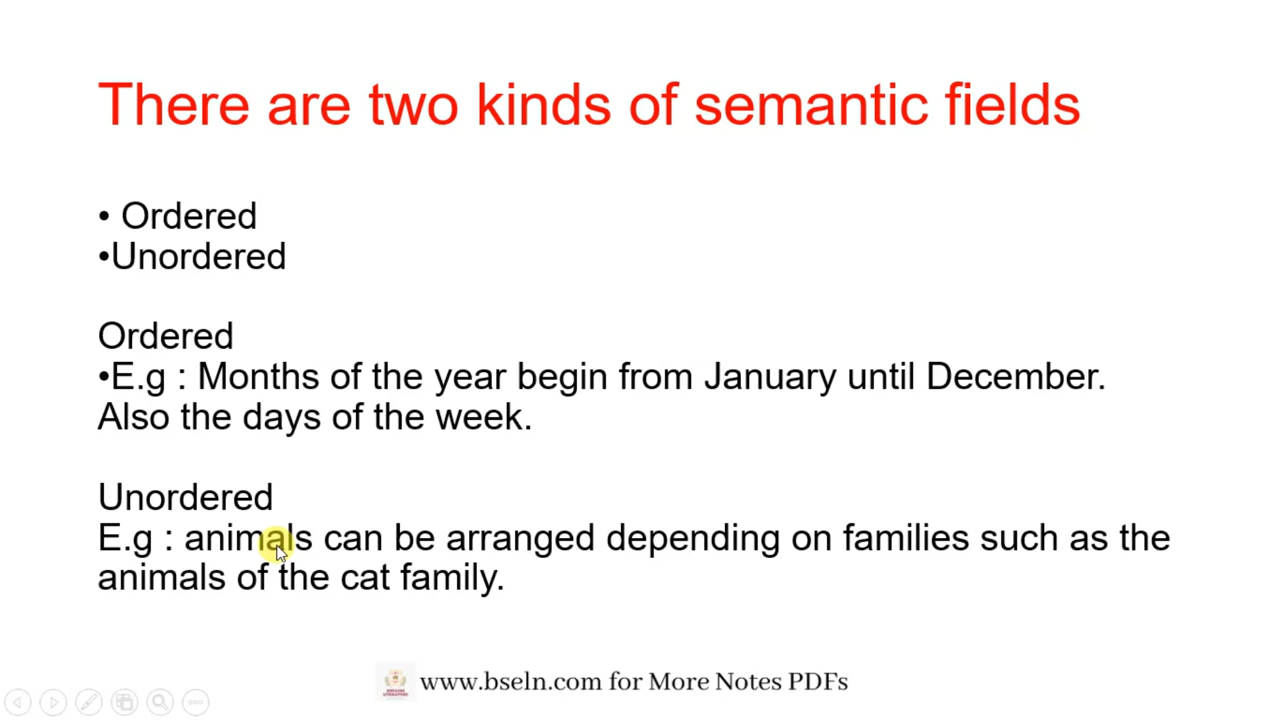 There are two kinds of semantic fields
• Ordered
•Unordered
Ordered
•E.g : Months of the year begin from January until December.
Also the days of the week.
Unordered
E.g : animals can be arranged depending on families such as the
animals of the cat family.
www.bseln.com for More Notes PDFs